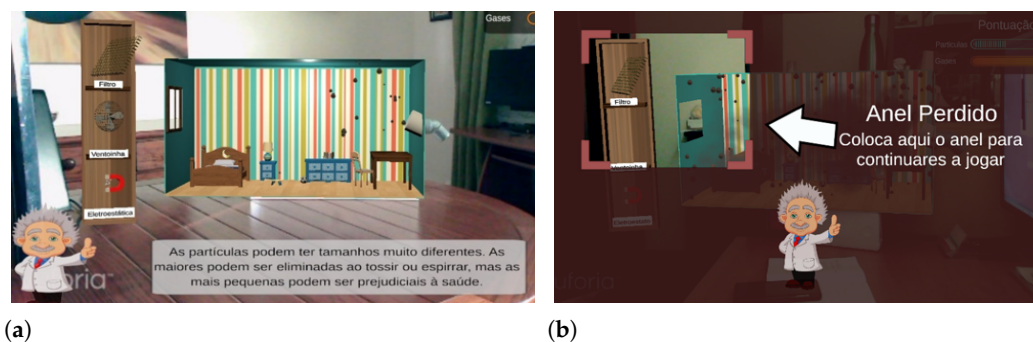 Gases
Filtro
Ventoinha
Eletroestática
As partículas podem ter tamanhos muito diferentes. As
maiores podem ser eliminadas ao tossir ou espirrar, mas as
mais pequenas podem ser prejudiciais à saúde.
(a)
Pontuação
Partículas
Gases
Filtro
Ventoinha
Eletroestática
Anel Perdido
Coloca aqui o anel para
continuares a jogar
(b)